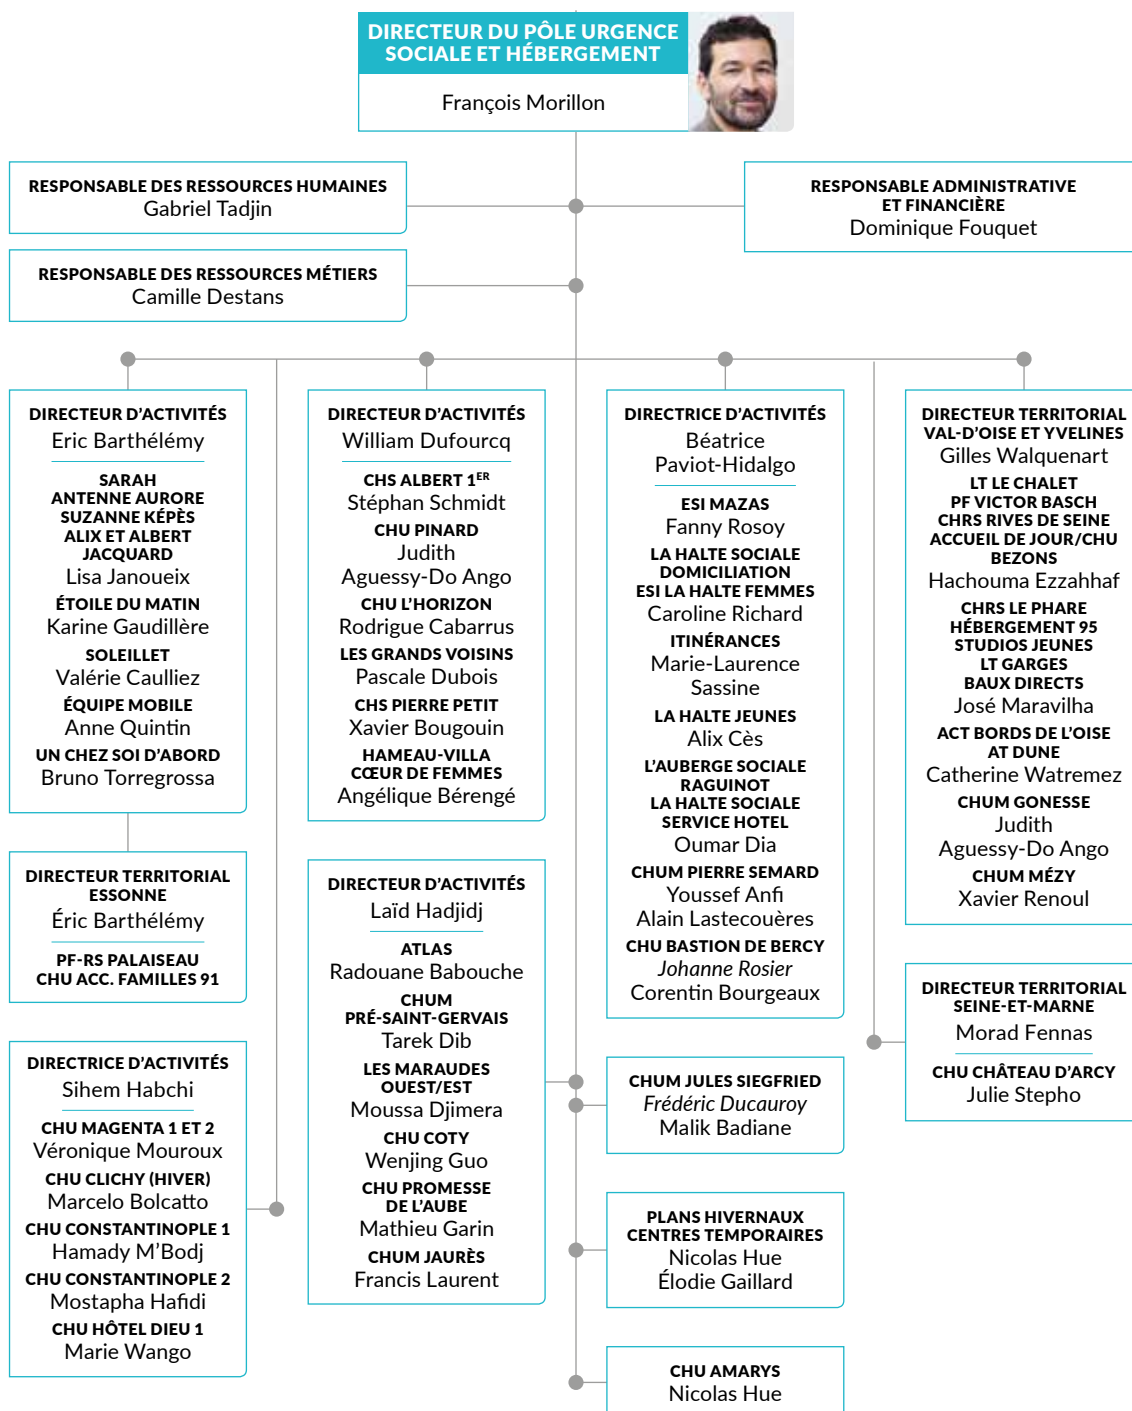 DIRECTEUR DU PÔLE URGENCE
SOCIALE ET HÉBERGEMENT
François Morillon
RESPONSABLE DES RESSOURCES HUMAINES
Gabriel Tadjin
RESPONSABLE ADMINISTRATIVE
ET FINANCIÈRE
Dominique Fouquet
RESPONSABLE DES RESSOURCES MÉTIERS
Camille Destans
DIRECTEUR D'ACTIVITÉS
Eric Barthélémy
SARAH
ANTENNE AURORE
SUZANNE KÉPÈS
ALIX ET ALBERT
JACQUARD
Lisa Janoueix
ÉTOILE DU MATIN
Karine Gaudillère
SOLEILLET
Valérie Caulliez
ÉQUIPE MOBILE
Anne Quintin
UN CHEZ SOI D'ABORD
Bruno Torregrossa
DIRECTEUR TERRITORIAL
ESSONNE
Éric Barthélémy
PF-RS PALAISEAU
CHU ACC. FAMILLES 91
DIRECTRICE D'ACTIVITÉS
Sihem Habchi
CHU MAGENTA 1 ET 2
Véronique Mouroux
CHU CLICHY (HIVER)
Marcelo Bolcatto
CHU CONSTANTINOPLE 1
Hamady M'Bodj
CHU CONSTANTINOPLE 2
Mostapha Hafidi
CHU HÔTEL DIEU 1
Marie Wango
DIRECTEUR D'ACTIVITÉS
William Dufourcq
CHS ALBERT 1ER
Stéphan Schmidt
CHU PINARD
Judith
Aguessy-Do Ango
CHU L'HORIZON
Rodrigue Cabarrus
LES GRANDS VOISINS
Pascale Dubois
CHS PIERRE PETIT
Xavier Bougouin
HAMEAU-VILLA
CŒUR DE FEMMES
Angélique Bérengé
DIRECTEUR D'ACTIVITÉS
Laïd Hadjidj
ATLAS
Radouane Babouche
CHUM
PRÉ-SAINT-GERVAIS
Tarek Dib
LES MARAUDES
OUEST/EST
Moussa Djimera
CHU COTY
Wenjing Guo
CHU PROMESSE
DE L'AUBE
Mathieu Garin
CHUM JAURÈS
Francis Laurent
DIRECTRICE D'ACTIVITÉS
Béatrice
Paviot-Hidalgo
ESI MAZAS
Fanny Rosoy
LA HALTE SOCIALE
DOMICILIATION
ESI LA HALTE FEMMES
Caroline Richard
ITINÉRANCES
Marie-Laurence
Sassine
LA HALTE JEUNES
Alix Cès
L'AUBERGE SOCIALE
RAGUINOT
LA HALTE SOCIALE
SERVICE HOTEL
Oumar Dia
CHUM PIERRE SEMARD
Youssef Anfi
Alain Lastecouères
CHU BASTION DE BERCY
Johanne Rosier
Corentin Bourgeaux
CHUM JULES SIEGFRIED
Frédéric Ducauroy
Malik Badiane
PLANS HIVERNAUX
CENTRES TEMPORAIRES
Nicolas Hue
Élodie Gaillard
CHU AMARYS
Nicolas Hue
DIRECTEUR TERRITORIAL
VAL-D'OISE ET YVELINES
Gilles Walquenart
LT LE CHALET
PF VICTOR BASCH
CHRS RIVES DE SEINE
ACCUEIL DE JOUR/CHU
BEZONS
Hachouma Ezzahhaf
CHRS LE PHARE
HÉBERGEMENT 95
STUDIOS JEUNES
LT GARGES
BAUX DIRECTS
José Maravilha
ACT BORDS DE L'OISE
AT DUNE
Catherine Watremez
CHUM GONESSE
Judith
Aguessy-Do Ango
CHUM MÉZY
Xavier Renoul
DIRECTEUR TERRITORIAL
SEINE-ET-MARNE
Morad Fennas
CHU CHÂTEAU D'ARCY
Julie Stepho